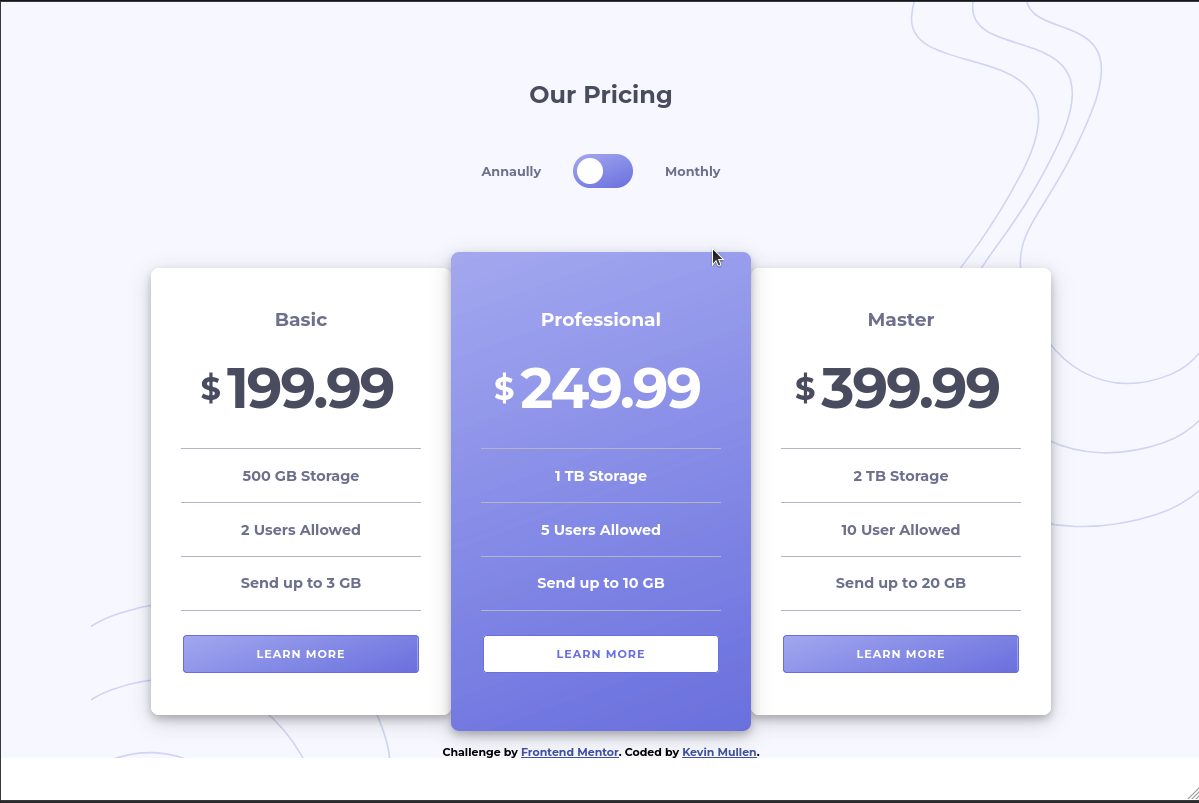 Our Pricing
Annaully Monthly
Basic
$199.99
500 GB Storage
2 Users Allowed
Send up to 3 GB
LEARN MORE
Professional
$249.99
1 TB Storage
5 Users Allowed
Send up to 10 GB
LEARN MORE
Master
$399.99
2 TB Storage
10 User Allowed
Send up to 20 GB
LEARN MORE
Challenge by Frontend Mentor. Coded by Kevin Mullen.